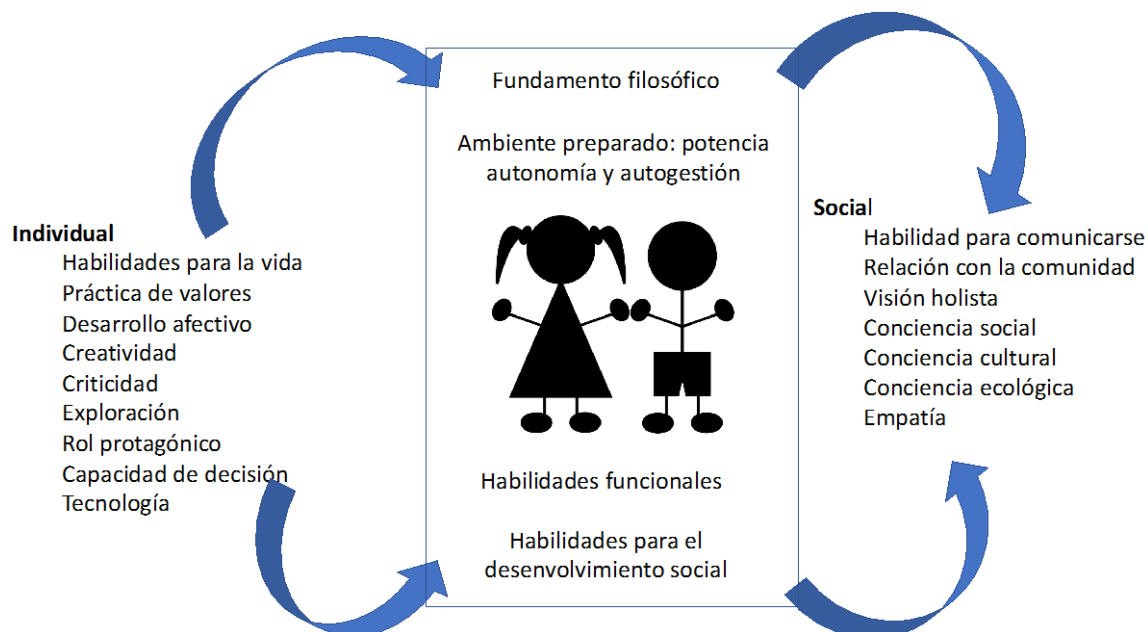 Individual
Habilidades para la vida
Práctica de valores
Desarrollo afectivo
Creatividad
Criticidad
Exploración
Rol protagónico
Capacidad de decisión
Tecnología
Fundamento filosófico
Ambiente preparado: potencia
autonomía y autogestión
Habilidades funcionales
Habilidades para el
desenvolvimiento social
Social
Habilidad para comunicarse
Relación con la comunidad
Visión holista
Conciencia social
Conciencia cultural
Conciencia ecológica
Empatía